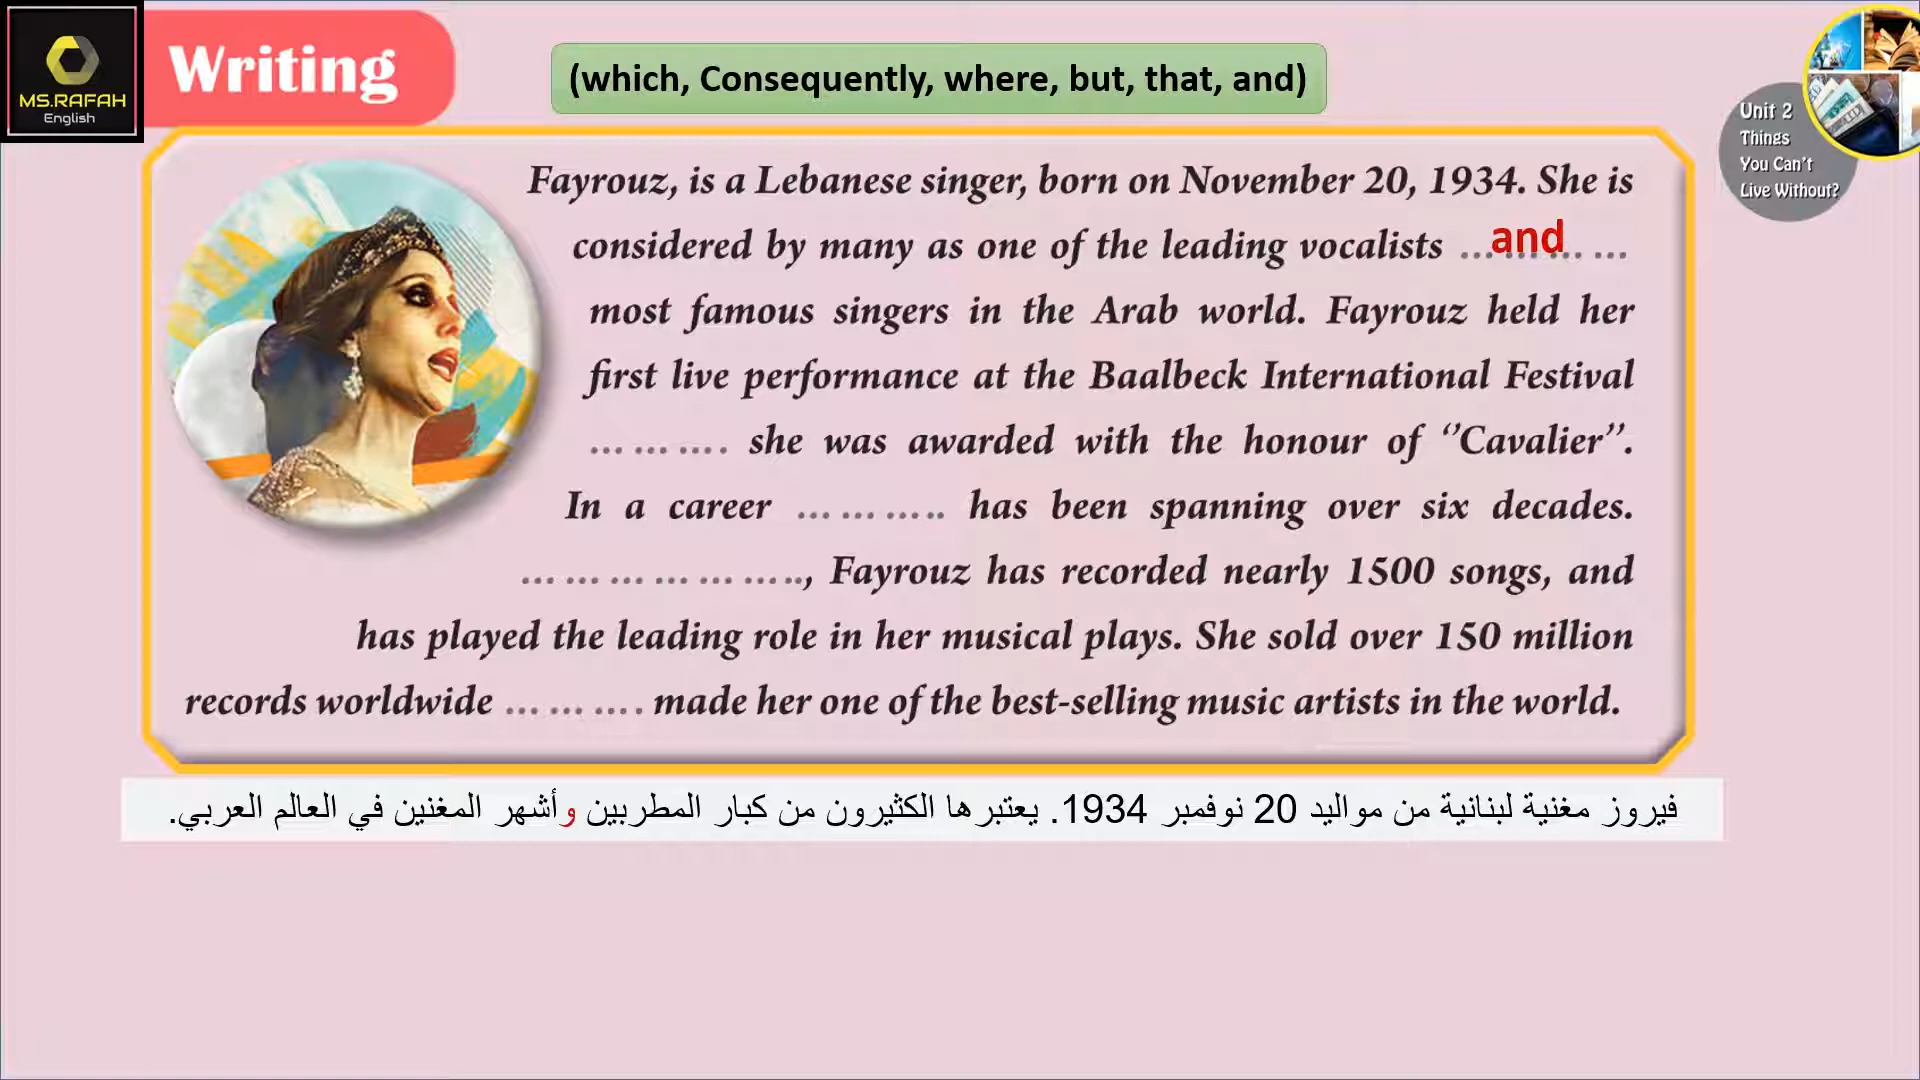 MS.RAFAH
English
Writing
(which, Consequently, where, but, that, and)
Unit 2
Things
You Can't
Live Without?
Fayrouz, is a Lebanese singer, born on November 20, 1934. She is
considered by many as one of the leading vocalists ...and... ...
most famous singers in the Arab world. Fayrouz held her
first live performance at the Baalbeck International Festival
... ... .... she was awarded with the honour of ''Cavalier''.
In a career ... ... ..... has been spanning over six decades.
... ... ... ... ... ... .., Fayrouz has recorded nearly 1500 songs, and
has played the leading role in her musical plays. She sold over 150 million
records worldwide ... ... .... made her one of the best-selling music artists in the world.
فيروز مغنية لبنانية من مواليد 20 نوفمبر 1934. يعتبرها الكثيرون من كبار المطربين وأشهر المغنين في العالم العربي.